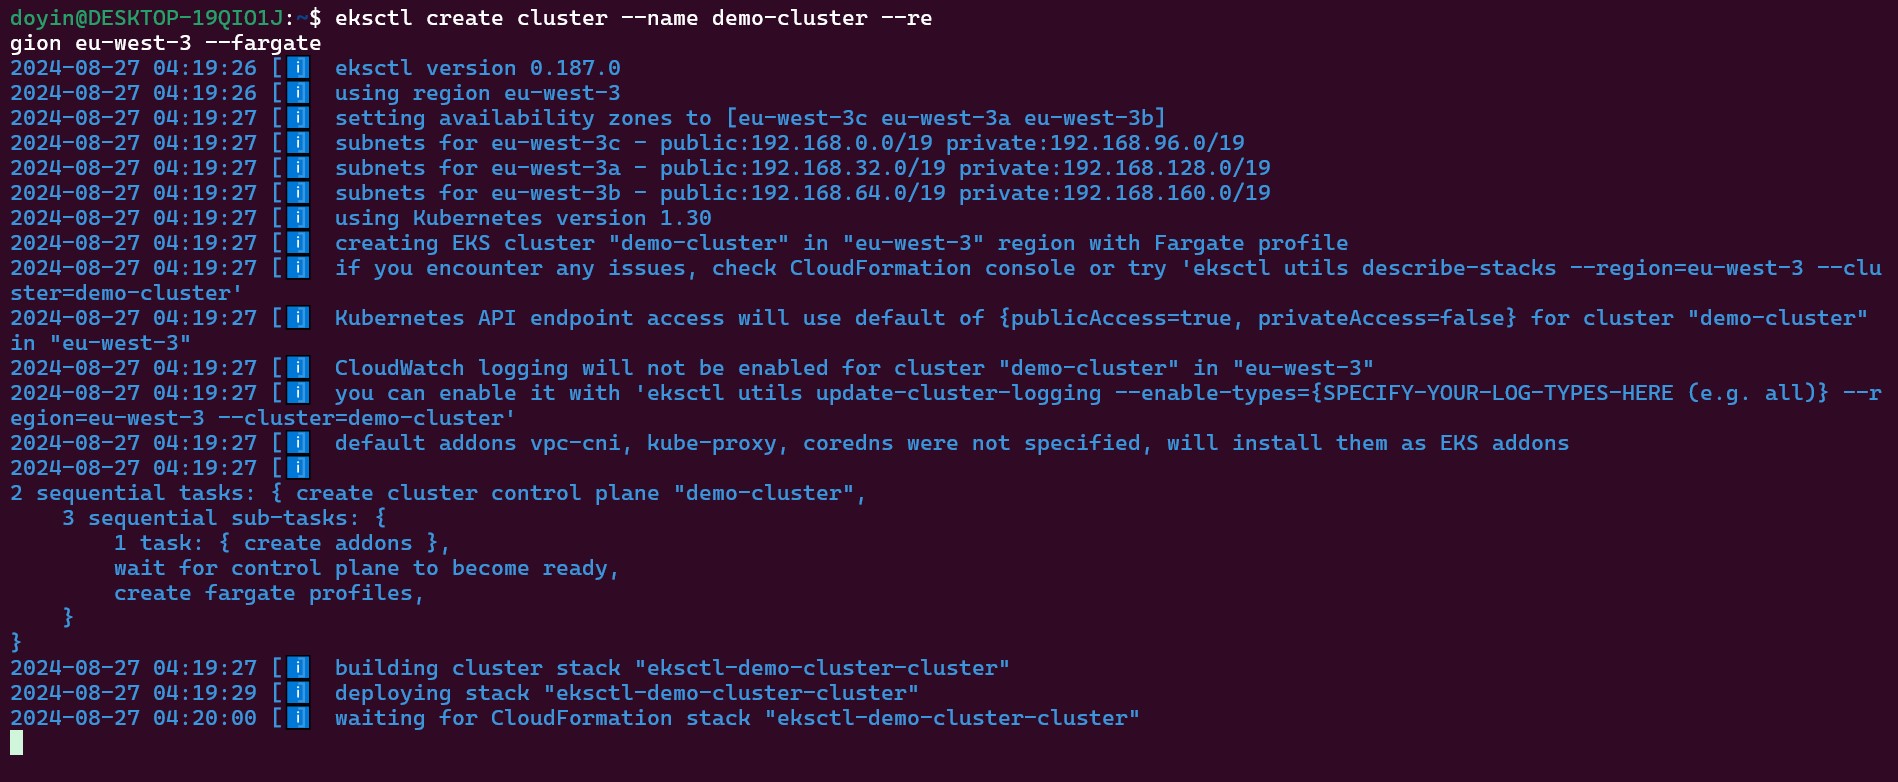 doyin@DESKTOP-19QIO1J:~$ eksctl create cluster --name demo-cluster --re
gion eu-west-3 --fargate
2024-08-27 04:19:26 [ℹ]  eksctl version 0.187.0
2024-08-27 04:19:26 [ℹ]  using region eu-west-3
2024-08-27 04:19:27 [ℹ]  setting availability zones to [eu-west-3c eu-west-3a eu-west-3b]
2024-08-27 04:19:27 [ℹ]  subnets for eu-west-3c - public:192.168.0.0/19 private:192.168.96.0/19
2024-08-27 04:19:27 [ℹ]  subnets for eu-west-3a - public:192.168.32.0/19 private:192.168.128.0/19
2024-08-27 04:19:27 [ℹ]  subnets for eu-west-3b - public:192.168.64.0/19 private:192.168.160.0/19
2024-08-27 04:19:27 [ℹ]  using Kubernetes version 1.30
2024-08-27 04:19:27 [ℹ]  creating EKS cluster "demo-cluster" in "eu-west-3" region with Fargate profile
2024-08-27 04:19:27 [ℹ]  if you encounter any issues, check CloudFormation console or try 'eksctl utils describe-stacks --region=eu-west-3 --clu
ster=demo-cluster'
2024-08-27 04:19:27 [ℹ]  Kubernetes API endpoint access will use default of {publicAccess=true, privateAccess=false} for cluster "demo-cluster"
in "eu-west-3"
2024-08-27 04:19:27 [ℹ]  CloudWatch logging will not be enabled for cluster "demo-cluster" in "eu-west-3"
2024-08-27 04:19:27 [ℹ]  you can enable it with 'eksctl utils update-cluster-logging --enable-types={SPECIFY-YOUR-LOG-TYPES-HERE (e.g. all)} --r
egion=eu-west-3 --cluster=demo-cluster'
2024-08-27 04:19:27 [ℹ]  default addons vpc-cni, kube-proxy, coredns were not specified, will install them as EKS addons
2024-08-27 04:19:27 [ℹ]
2 sequential tasks: { create cluster control plane "demo-cluster",
    3 sequential sub-tasks: {
        1 task: { create addons },
        wait for control plane to become ready,
        create fargate profiles,
    }
}
2024-08-27 04:19:27 [ℹ]  building cluster stack "eksctl-demo-cluster-cluster"
2024-08-27 04:19:29 [ℹ]  deploying stack "eksctl-demo-cluster-cluster"
2024-08-27 04:20:00 [ℹ]  waiting for CloudFormation stack "eksctl-demo-cluster-cluster"